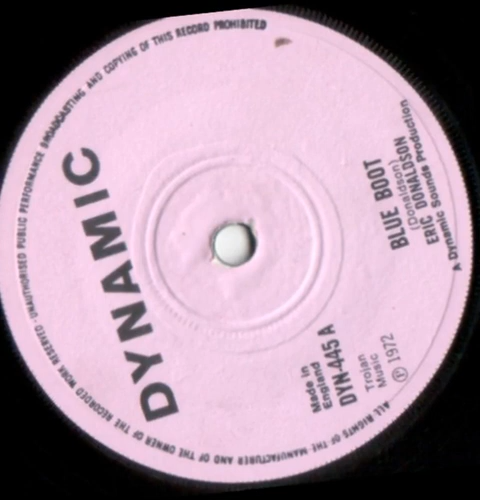 DYNAMIC
Made in
England
DYN-445 A
Trojan
Music
Ⓟ 1972
BLUE BOOT
(Donaldson)
ERIC DONALDSON
A Dynamic Sounds Production
ALL RIGHTS OF THE MANUFACTURER AND OF THE OWNER OF THE RECORDED WORK RESERVED · UNAUTHORISED PUBLIC PERFORMANCE BROADCASTING AND COPYING OF THIS RECORD PROHIBITED